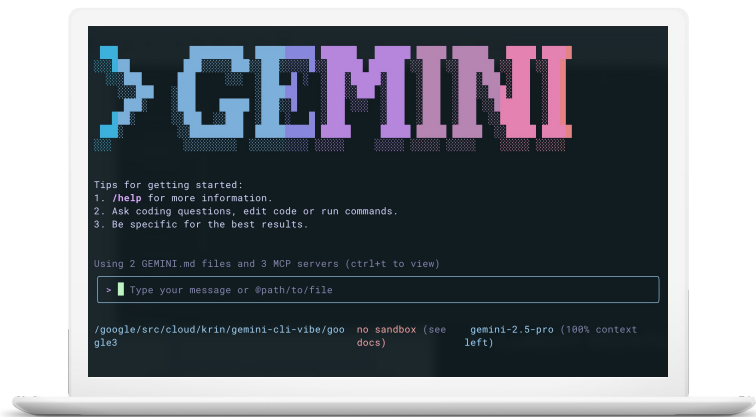 >GEMINI
Tips for getting started:
1. /help for more information.
2. Ask coding questions, edit code or run commands.
3. Be specific for the best results.
Using 2 GEMINI.md files and 3 MCP servers (ctrl+t to view)
> Type your message or @path/to/file
/google/src/cloud/krin/gemini-cli-vibe/goo
gle3
no sandbox (see
docs)
gemini-2.5-pro (100% context
left)